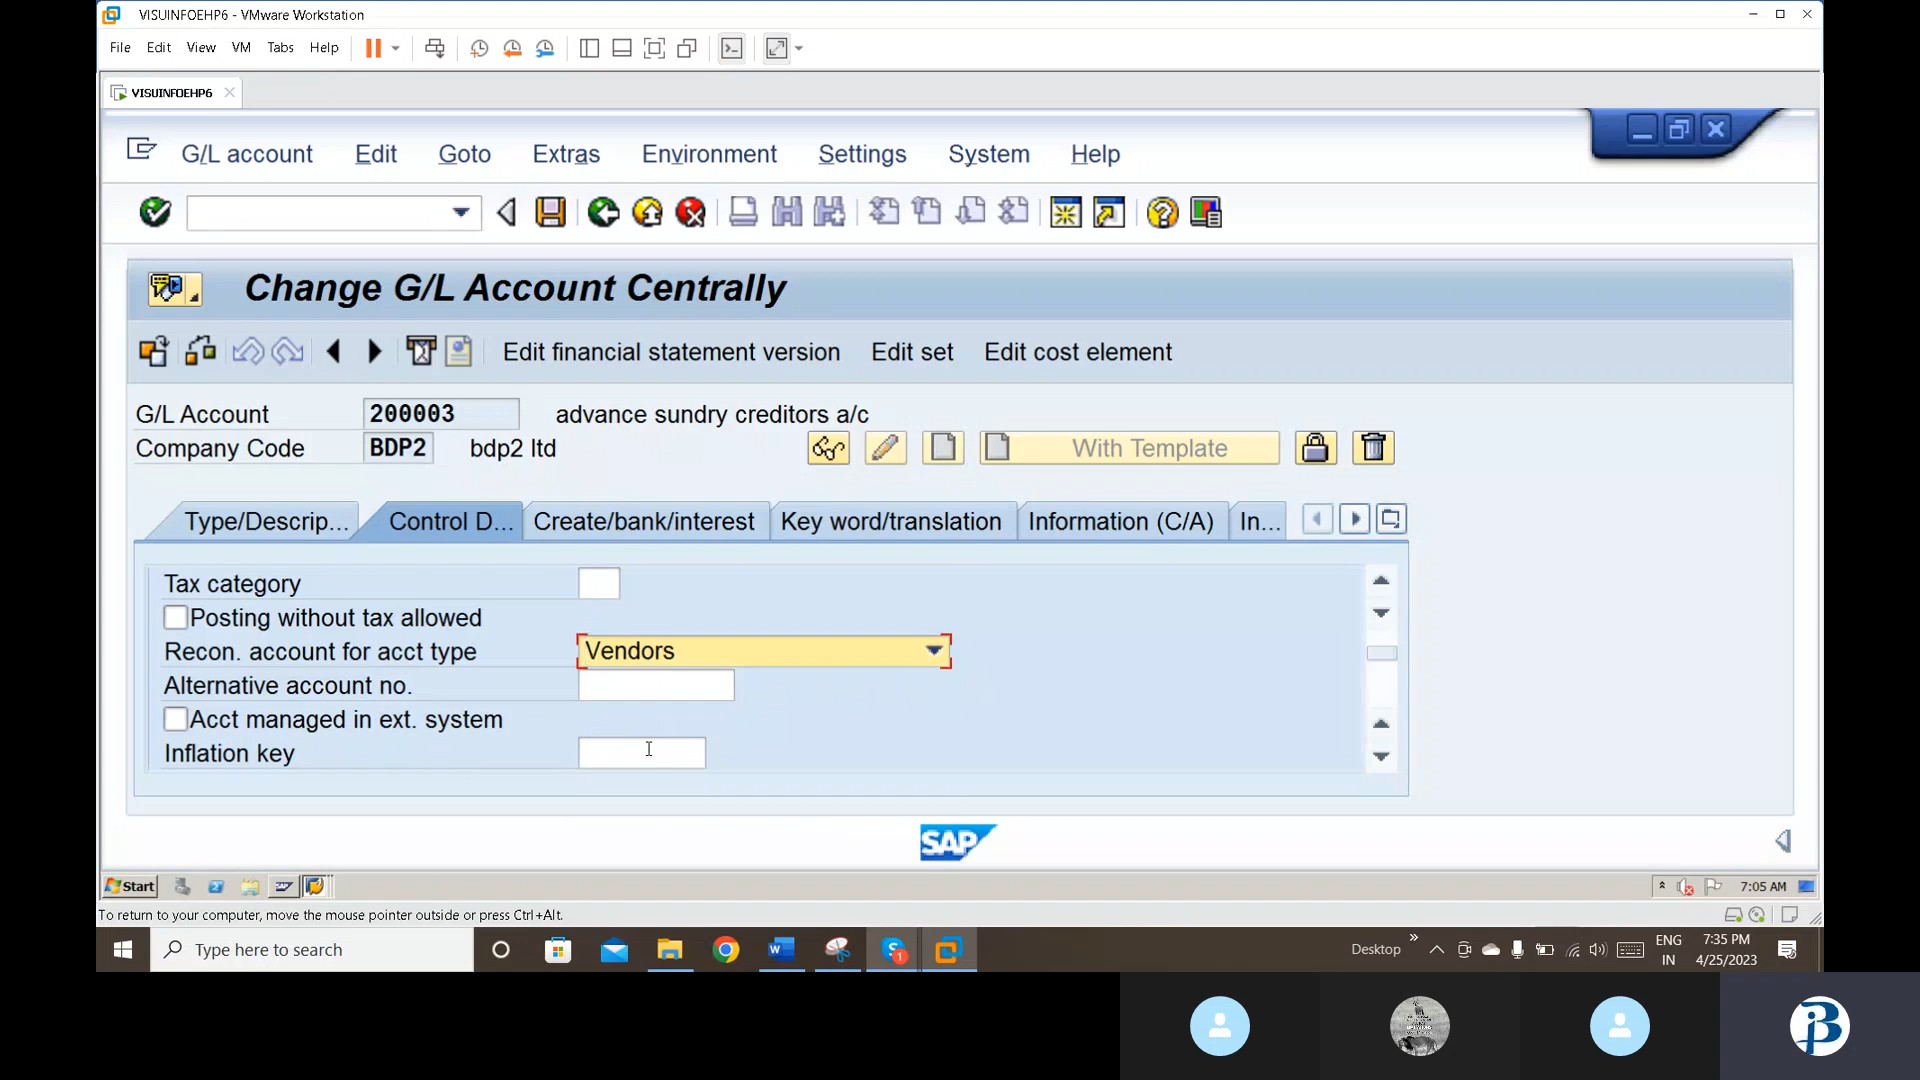 VISUINFOEHP6 - VMware Workstation
File Edit View VM Tabs Help
VISUINFOEHP6
G/L account Edit Goto Extras Environment Settings System Help
Change G/L Account Centrally
Edit financial statement version Edit set Edit cost element
G/L Account 200003 advance sundry creditors a/c
Company Code BDP2 bdp2 ltd With Template
Type/Descrip... Control D... Create/bank/interest Key word/translation Information (C/A) In...
Tax category
Posting without tax allowed
Recon. account for acct type Vendors
Alternative account no.
Acct managed in ext. system
Inflation key
SAP
Start 7:05 AM
To return to your computer, move the mouse pointer outside or press Ctrl+Alt.
Type here to search Desktop ENG IN 7:35 PM 4/25/2023